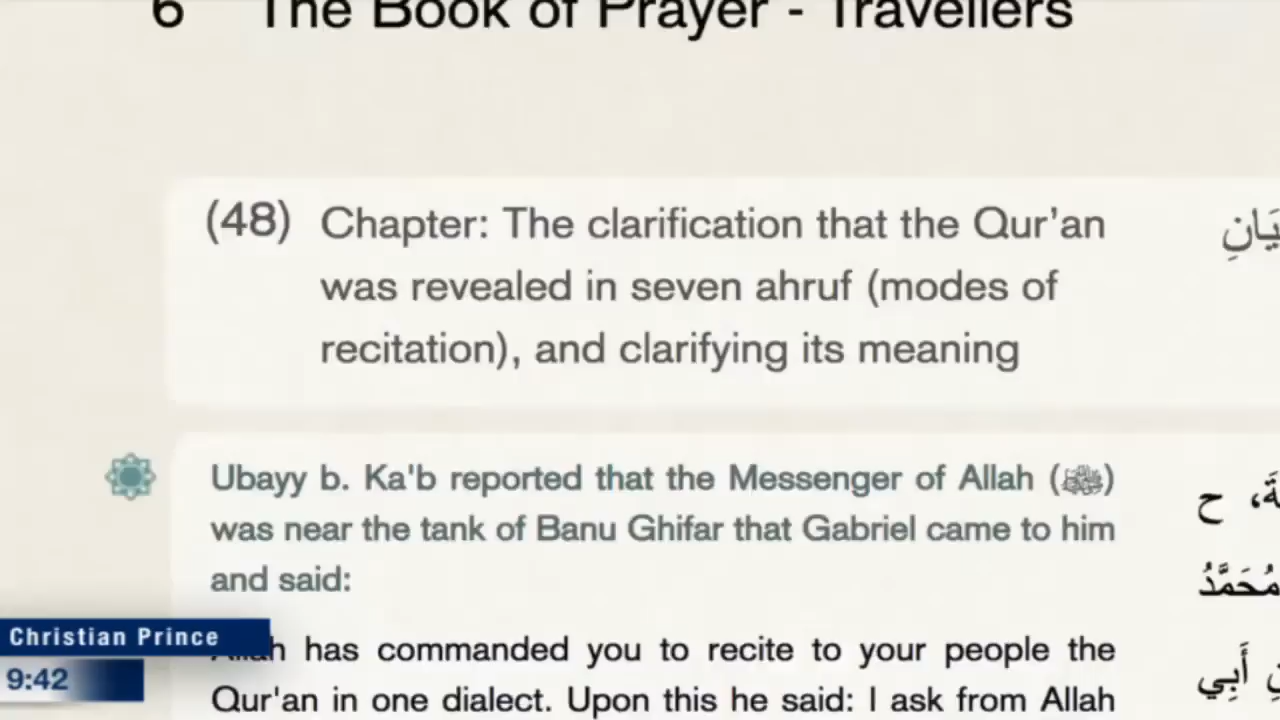 6 The Book of Prayer - Travellers
(48) Chapter: The clarification that the Qur'an
was revealed in seven ahruf (modes of
recitation), and clarifying its meaning
Ubayy b. Ka'b reported that the Messenger of Allah (ﷺ)
was near the tank of Banu Ghifar that Gabriel came to him
and said:
Allah has commanded you to recite to your people the
Qur'an in one dialect. Upon this he said: I ask from Allah
ح
مُحَمَّدُ
أَبِي
Christian Prince
9:42